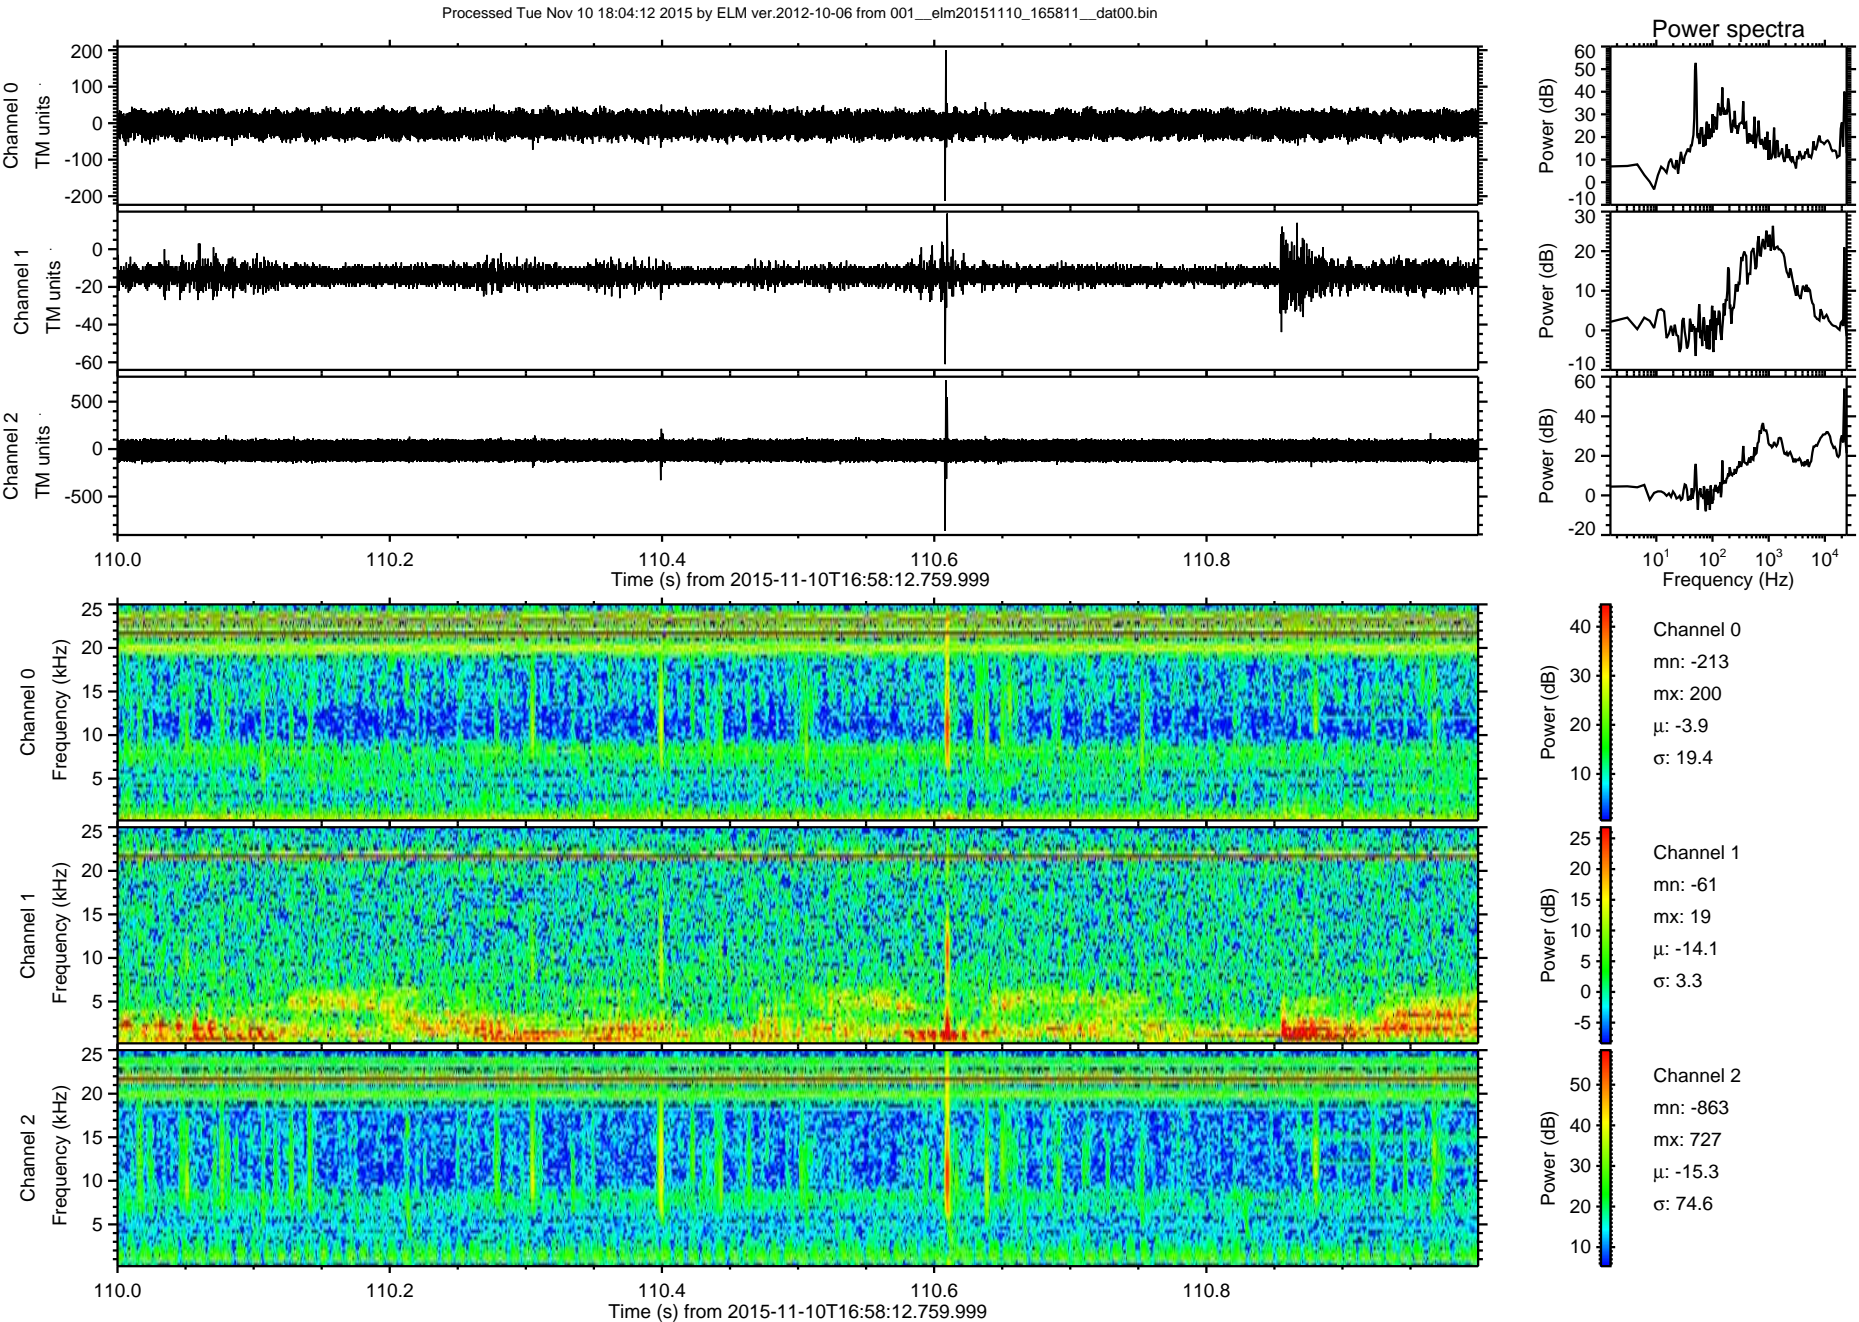 Processed Tue Nov 10 18:04:12 2015 by ELM ver.2012-10-06 from 001__elm20151110_165811__dat00.bin
Power spectra
Channel 0
TM units
200
100
0
-100
-200
Power (dB)
60
50
40
30
20
10
0
-10
Channel 1
TM units
0
-20
-40
-60
Power (dB)
30
20
10
0
-10
Channel 2
TM units
500
0
-500
Power (dB)
60
40
20
0
-20
110.0 110.2 110.4 110.6 110.8
Time (s) from 2015-11-10T16:58:12.759.999
10^1 10^2 10^3 10^4
Frequency (Hz)
Channel 0
Frequency (kHz)
25
20
15
10
5
Power (dB)
40
30
20
10
Channel 0
mn: -213
mx: 200
μ: -3.9
σ: 19.4
Channel 1
Frequency (kHz)
25
20
15
10
5
Power (dB)
25
20
15
10
5
0
-5
Channel 1
mn: -61
mx: 19
μ: -14.1
σ: 3.3
Channel 2
Frequency (kHz)
25
20
15
10
5
Power (dB)
50
40
30
20
10
Channel 2
mn: -863
mx: 727
μ: -15.3
σ: 74.6
110.0 110.2 110.4 110.6 110.8
Time (s) from 2015-11-10T16:58:12.759.999